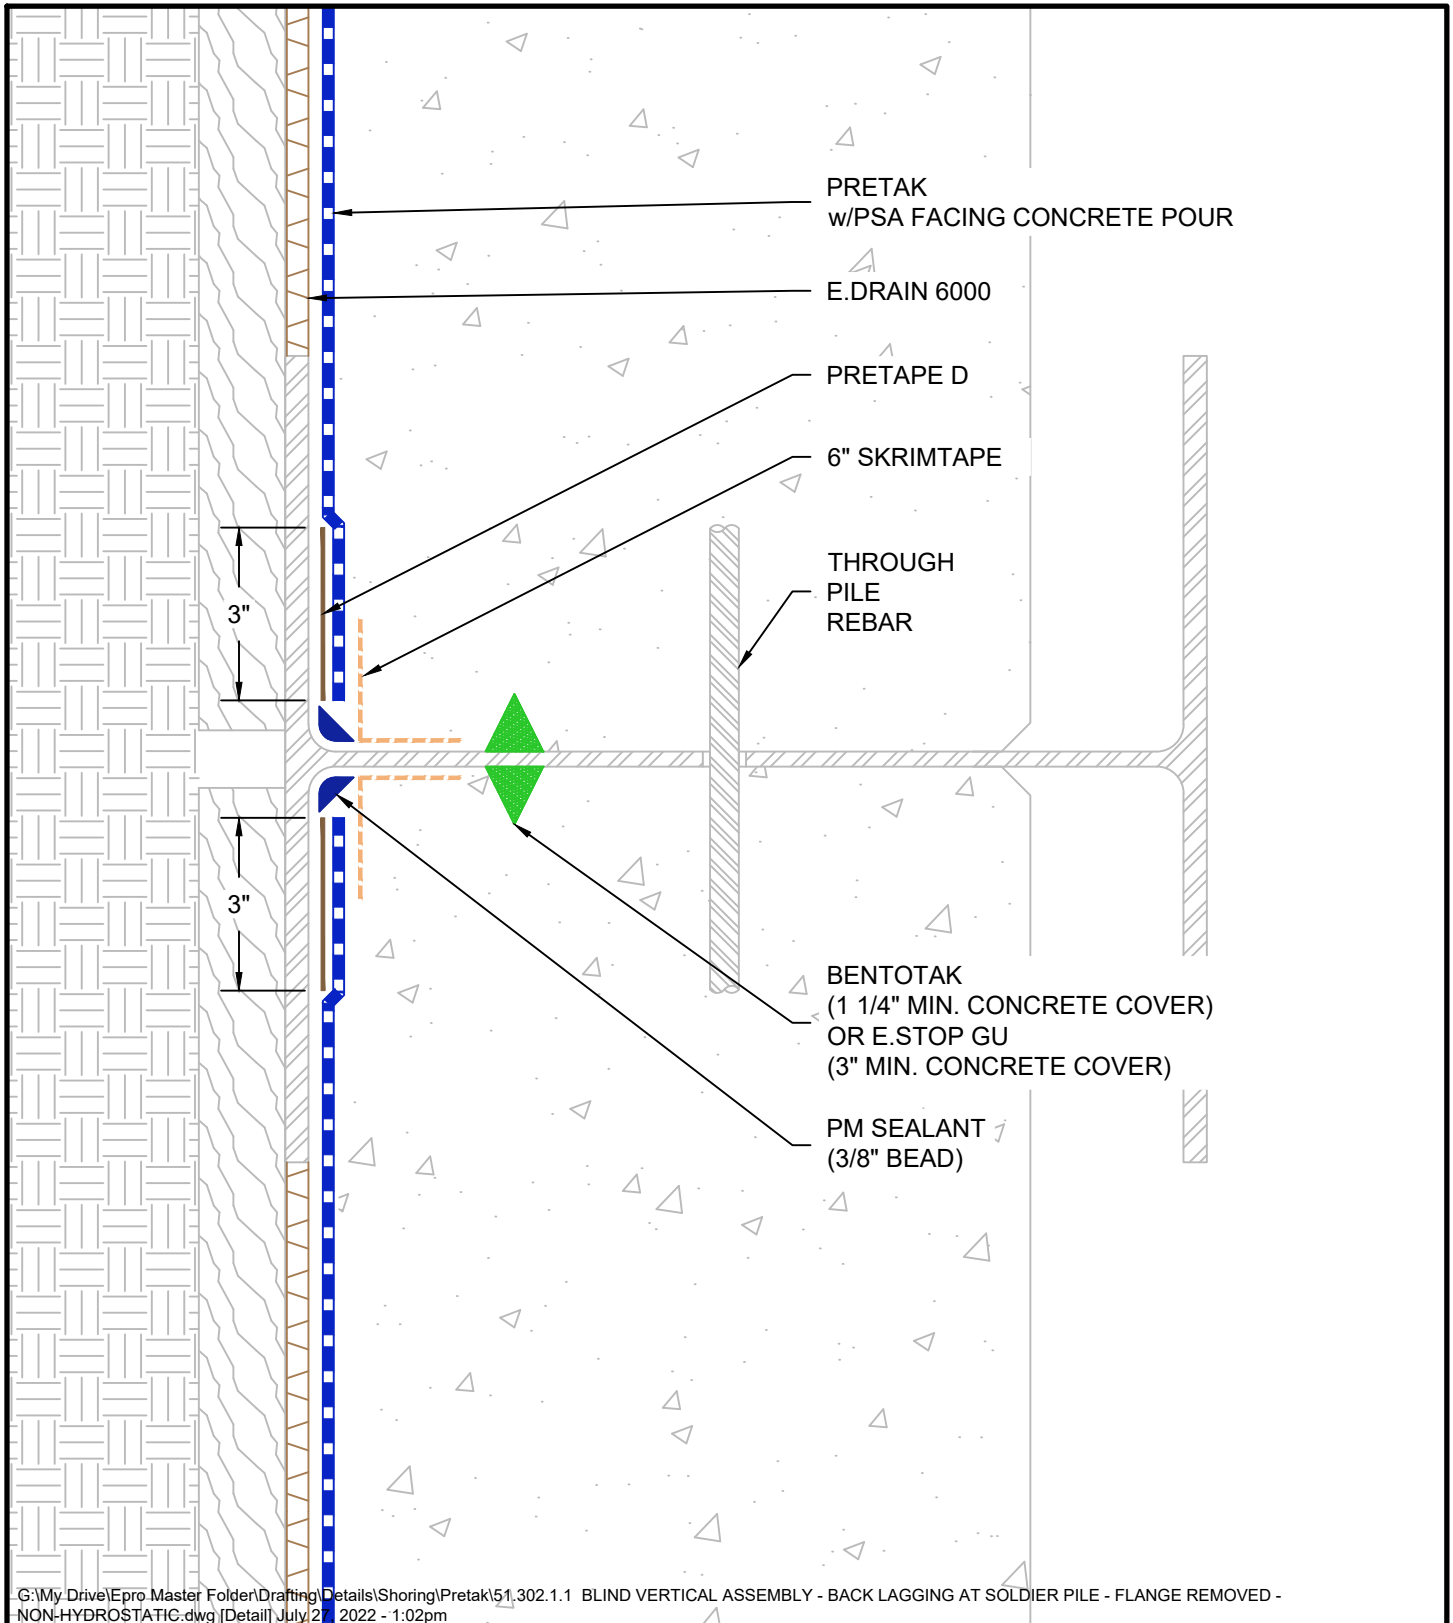 PRETAK
w/PSA FACING CONCRETE POUR
E.DRAIN 6000
PRETAPE D
6" SKRIMTAPE
THROUGH
PILE
REBAR
3"
3"
BENTOTAK
(1 1/4" MIN. CONCRETE COVER)
OR E.STOP GU
(3" MIN. CONCRETE COVER)
PM SEALANT
(3/8" BEAD)
G:\My Drive\Epro Master Folder\Drafting\Details\Shoring\Pretak\51.302.1.1 BLIND VERTICAL ASSEMBLY - BACK LAGGING AT SOLDIER PILE - FLANGE REMOVED -
NON-HYDROSTATIC.dwg [Detail] July 27, 2022 - 1:02pm